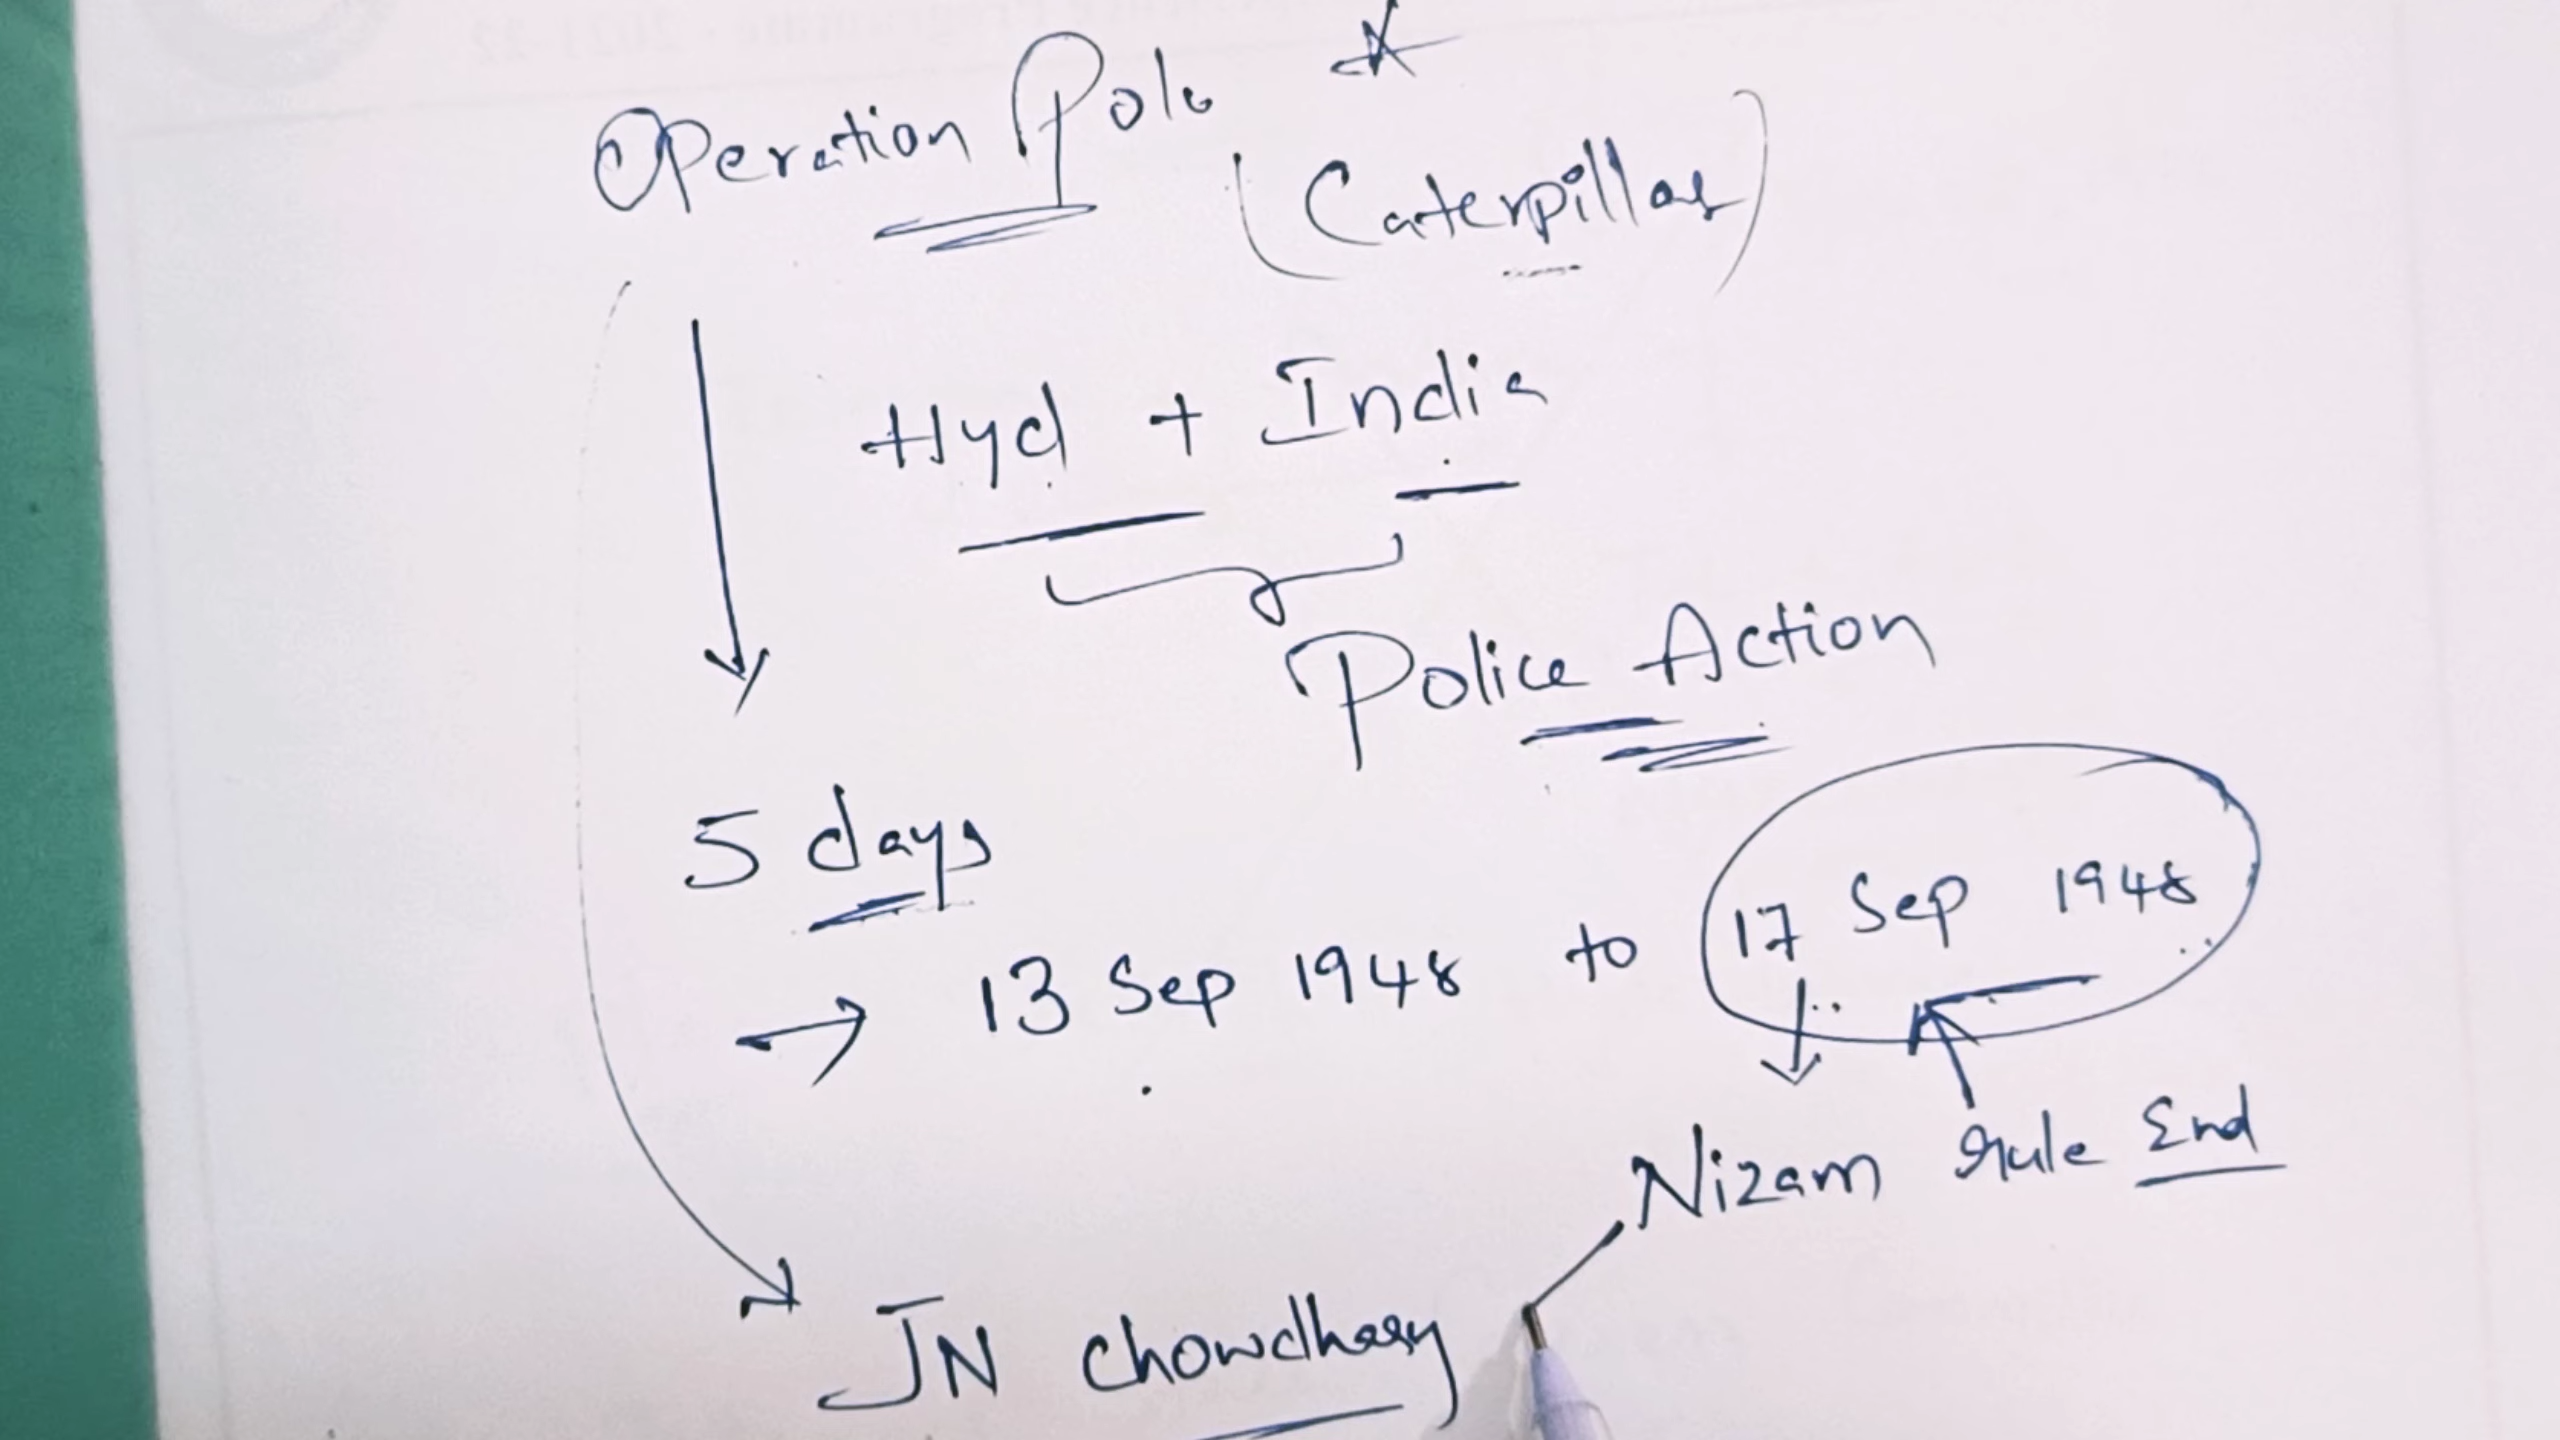 Operation Polo
(Caterpillar)
Hyd + India
Police Action
5 days
→ 13 Sep 1948 to 17 Sep 1948
Nizam rule End
JN chowdhary